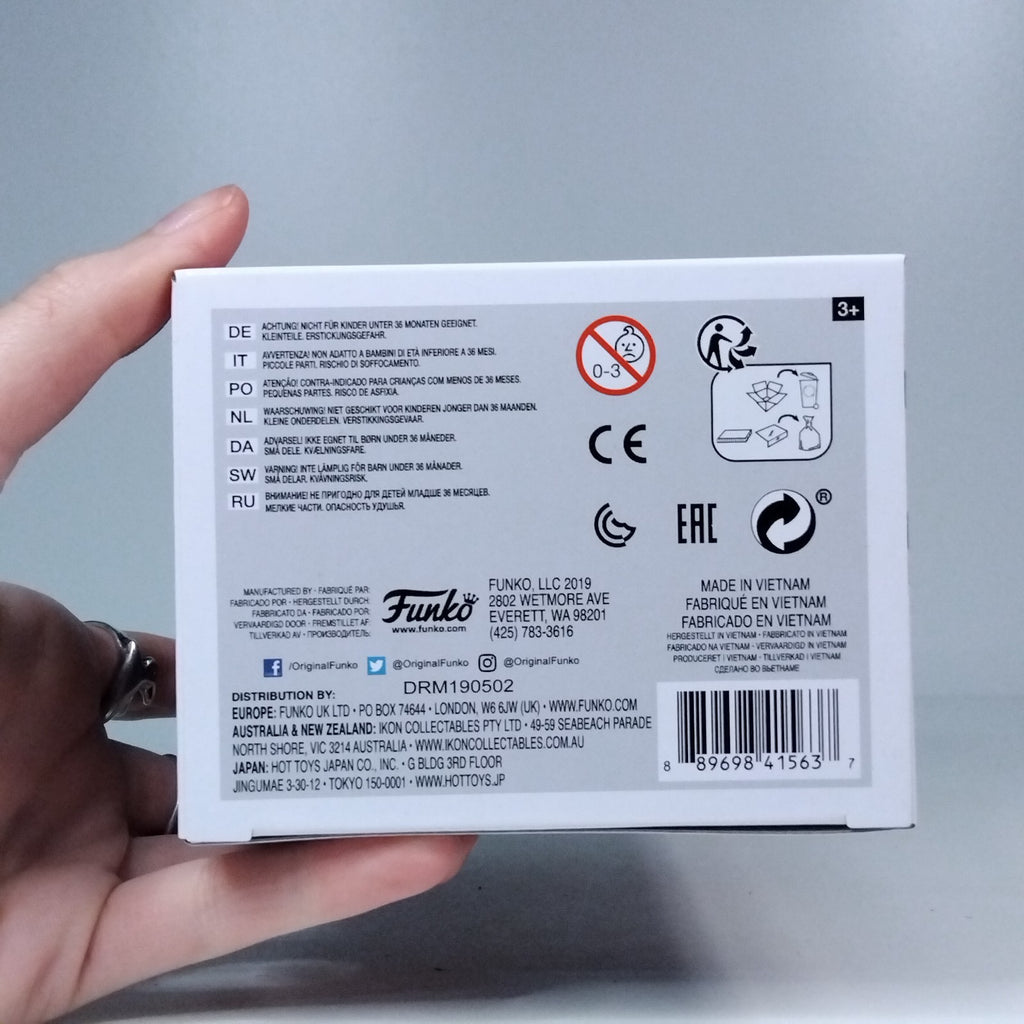 3+
DE ACHTUNG! NICHT FÜR KINDER UNTER 36 MONATEN GEEIGNET.
KLEINTEILE. ERSTICKUNGSGEFAHR.
IT AVVERTENZA! NON ADATTO A BAMBINI DI ETÀ INFERIORE A 36 MESI.
PICCOLE PARTI. RISCHIO DI SOFFOCAMENTO.
PO ATENÇÃO! CONTRA-INDICADO PARA CRIANÇAS COM MENOS DE 36 MESES.
PEQUENAS PARTES. RISCO DE ASFIXIA.
NL WAARSCHUWING! NIET GESCHIKT VOOR KINDEREN JONGER DAN 36 MAANDEN.
KLEINE ONDERDELEN. VERSTIKKINGSGEVAAR.
DA ADVARSEL! IKKE EGNET TIL BØRN UNDER 36 MÅNEDER.
SMÅ DELE. KVÆLNINGSFARE.
SW VARNING! INTE LÄMPLIG FÖR BARN UNDER 36 MÅNADER.
SMÅ DELAR. KVÄVNINGSRISK.
RU ВНИМАНИЕ! НЕ ПРИГОДНО ДЛЯ ДЕТЕЙ МЛАДШЕ 36 МЕСЯЦЕВ.
МЕЛКИЕ ЧАСТИ. ОПАСНОСТЬ УДУШЬЯ.
0-3
CE
EAC
®
MANUFACTURED BY · FABRIQUÉ PAR:
FABRICADO POR · HERGESTELLT DURCH:
FABBRICATO DA · FABRICADO POR:
VERVAARDIGD DOOR · FREMSTILLET AF:
TILLVERKAD AV · ПРОИЗВОДИТЕЛЬ:
Funko
www.funko.com
FUNKO, LLC 2019
2802 WETMORE AVE
EVERETT, WA 98201
(425) 783-3616
MADE IN VIETNAM
FABRIQUÉ EN VIETNAM
FABRICADO EN VIETNAM
HERGESTELLT IN VIETNAM · FABBRICATO IN VIETNAM
FABRICADO NA VIETNAM · VERVAARDIGD IN VIETNAM
PRODUCERET I VIETNAM · TILLVERKAD I VIETNAM
СДЕЛАНО ВО ВЬЕТНАМЕ
/OriginalFunko @OriginalFunko @OriginalFunko
DRM190502
DISTRIBUTION BY:
EUROPE: FUNKO UK LTD · PO BOX 74644 · LONDON, W6 6JW (UK) · WWW.FUNKO.COM
AUSTRALIA & NEW ZEALAND: IKON COLLECTABLES PTY LTD · 49-59 SEABEACH PARADE
NORTH SHORE, VIC 3214 AUSTRALIA · WWW.IKONCOLLECTABLES.COM.AU
JAPAN: HOT TOYS JAPAN CO., INC. · G BLDG 3RD FLOOR
JINGUMAE 3-30-12 · TOKYO 150-0001 · WWW.HOTTOYS.JP
8 89698 41563 7